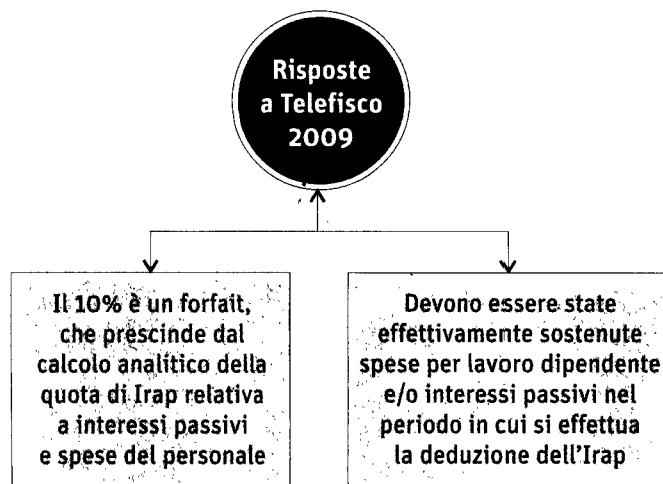 Risposte
a Telefisco
2009
Il 10% è un forfait,
che prescinde dal
calcolo analitico della
quota di Irap relativa
a interessi passivi
e spese del personale
Devono essere state
effettivamente sostenute
spese per lavoro dipendente
e/o interessi passivi nel
periodo in cui si effettua
la deduzione dell'Irap